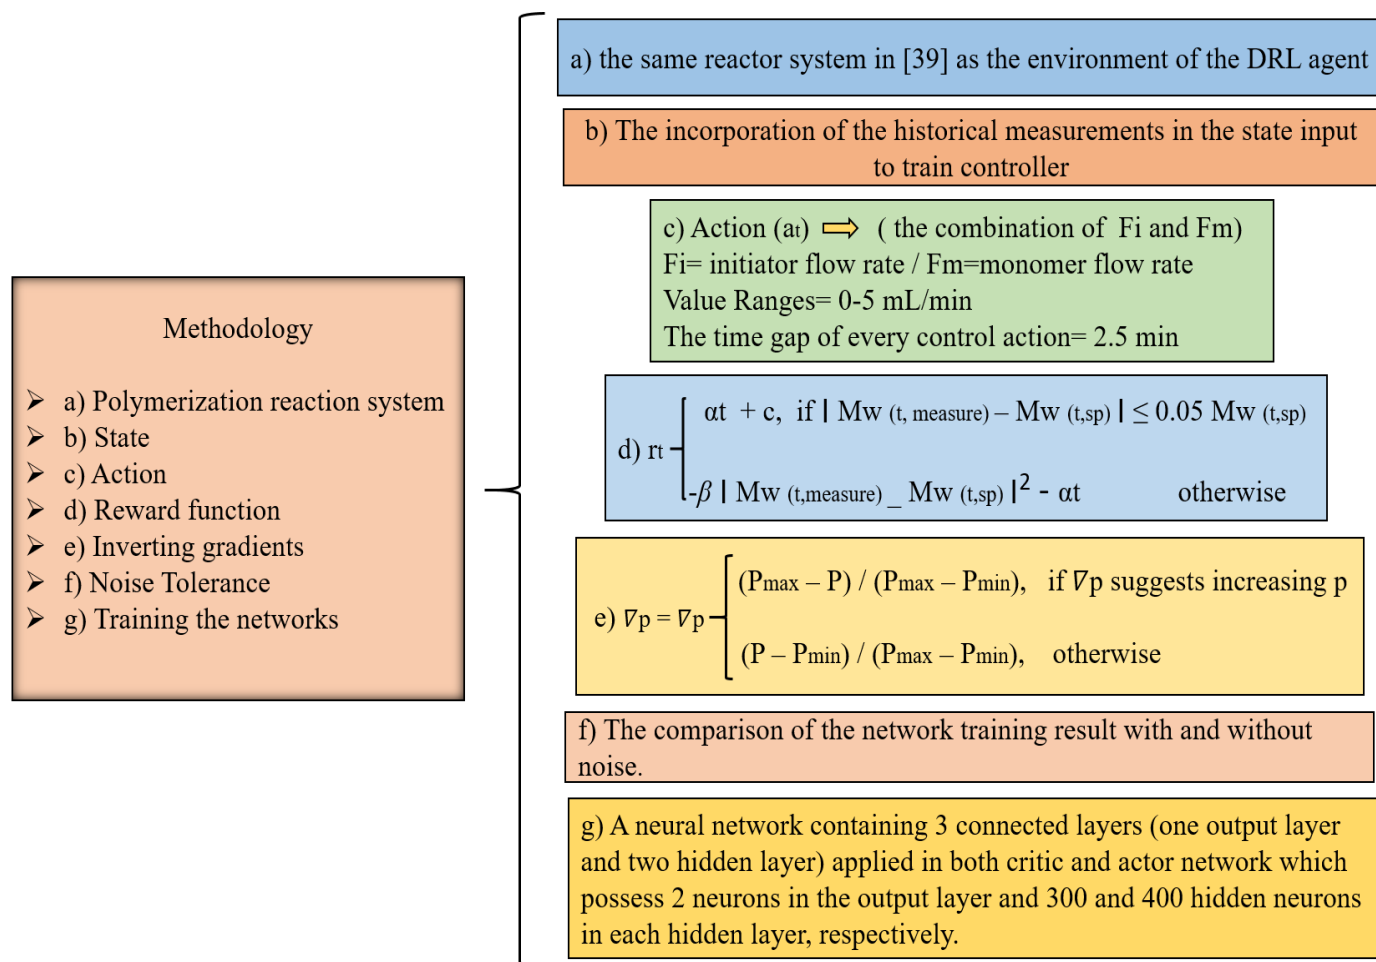 Methodology
➢ a) Polymerization reaction system
➢ b) State
➢ c) Action
➢ d) Reward function
➢ e) Inverting gradients
➢ f) Noise Tolerance
➢ g) Training the networks
a) the same reactor system in [39] as the environment of the DRL agent
b) The incorporation of the historical measurements in the state input
to train controller
c) Action (at) ⇨ ( the combination of Fi and Fm)
Fi= initiator flow rate / Fm=monomer flow rate
Value Ranges= 0-5 mL/min
The time gap of every control action= 2.5 min
αt + c, if | Mw (t, measure) – Mw (t,sp) | ≤ 0.05 Mw (t,sp)
d) rt
-β | Mw (t,measure) _ Mw (t,sp) |² - αt otherwise
(Pmax – P) / (Pmax – Pmin), if ∇p suggests increasing p
e) ∇p = ∇p
(P – Pmin) / (Pmax – Pmin), otherwise
f) The comparison of the network training result with and without
noise.
g) A neural network containing 3 connected layers (one output layer
and two hidden layer) applied in both critic and actor network which
possess 2 neurons in the output layer and 300 and 400 hidden neurons
in each hidden layer, respectively.